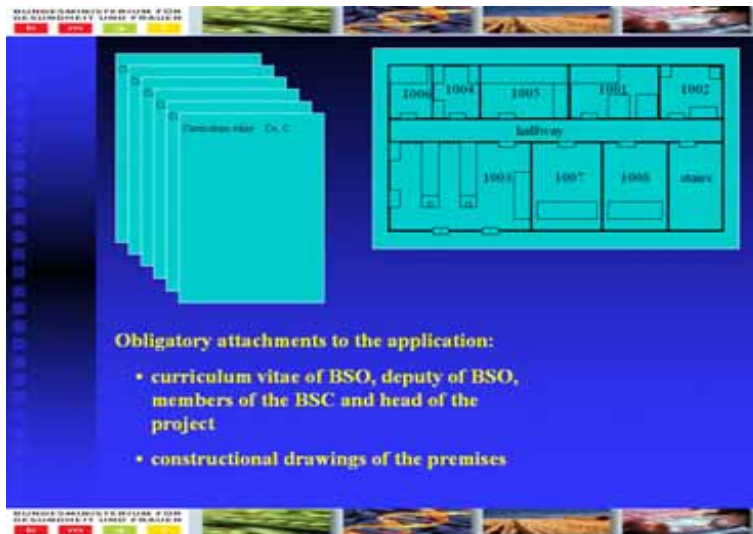 BUNDESMINISTERIUM FÜR
GESUNDHEIT UND FRAUEN
Curriculum vitae
1006 1004 1005 1001 1002
hallway
1003 1007 1008 stairs
Obligatory attachments to the application:
• curriculum vitae of BSO, deputy of BSO,
members of the BSC and head of the
project
• constructional drawings of the premises
BUNDESMINISTERIUM FÜR
GESUNDHEIT UND FRAUEN